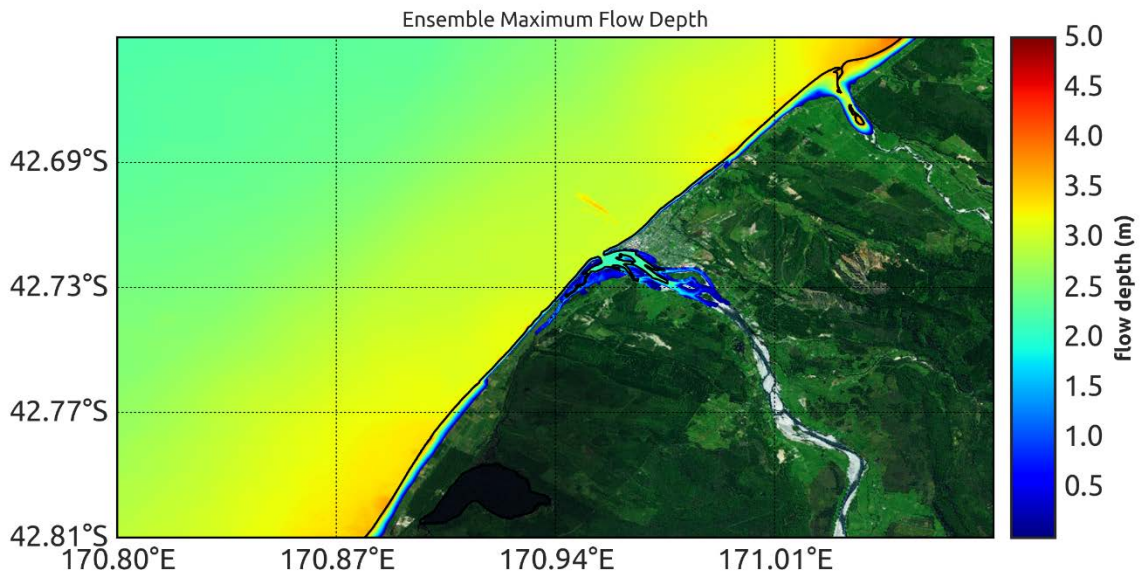 Ensemble Maximum Flow Depth
42.69°S
42.73°S
42.77°S
42.81°S
170.80°E
170.87°E
170.94°E
171.01°E
5.0
4.5
4.0
3.5
3.0
2.5
2.0
1.5
1.0
0.5
flow depth (m)